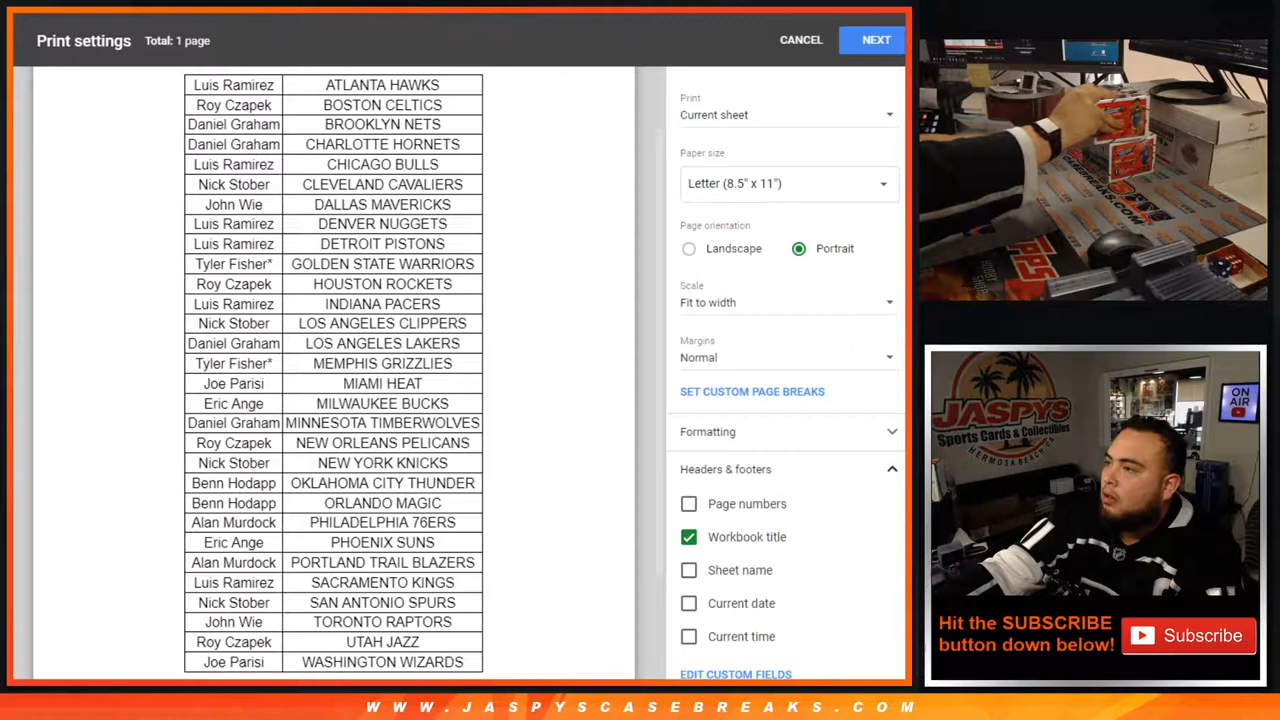 Print settings Total: 1 page CANCEL NEXT
Luis Ramirez ATLANTA HAWKS
Roy Czapek BOSTON CELTICS
Daniel Graham BROOKLYN NETS
Daniel Graham CHARLOTTE HORNETS
Luis Ramirez CHICAGO BULLS
Nick Stober CLEVELAND CAVALIERS
John Wie DALLAS MAVERICKS
Luis Ramirez DENVER NUGGETS
Luis Ramirez DETROIT PISTONS
Tyler Fisher* GOLDEN STATE WARRIORS
Roy Czapek HOUSTON ROCKETS
Luis Ramirez INDIANA PACERS
Nick Stober LOS ANGELES CLIPPERS
Daniel Graham LOS ANGELES LAKERS
Tyler Fisher* MEMPHIS GRIZZLIES
Joe Parisi MIAMI HEAT
Eric Ange MILWAUKEE BUCKS
Daniel Graham MINNESOTA TIMBERWOLVES
Roy Czapek NEW ORLEANS PELICANS
Nick Stober NEW YORK KNICKS
Benn Hodapp OKLAHOMA CITY THUNDER
Benn Hodapp ORLANDO MAGIC
Alan Murdock PHILADELPHIA 76ERS
Eric Ange PHOENIX SUNS
Alan Murdock PORTLAND TRAIL BLAZERS
Luis Ramirez SACRAMENTO KINGS
Nick Stober SAN ANTONIO SPURS
John Wie TORONTO RAPTORS
Roy Czapek UTAH JAZZ
Joe Parisi WASHINGTON WIZARDS
Print
Current sheet
Paper size
Letter (8.5" x 11")
Page orientation
Landscape Portrait
Scale
Fit to width
Margins
Normal
SET CUSTOM PAGE BREAKS
Formatting
Headers & footers
Page numbers
Workbook title
Sheet name
Current date
Current time
EDIT CUSTOM FIELDS
CASEBREAKS.COM
TOPPS
HOBBY
SHOP
JASPYS
Sports Cards & Collectibles
HERMOSA BEACH
ON
AIR
Hit the SUBSCRIBE
button down below!
Subscribe
WWW.JASPYSCASEBREAKS.COM